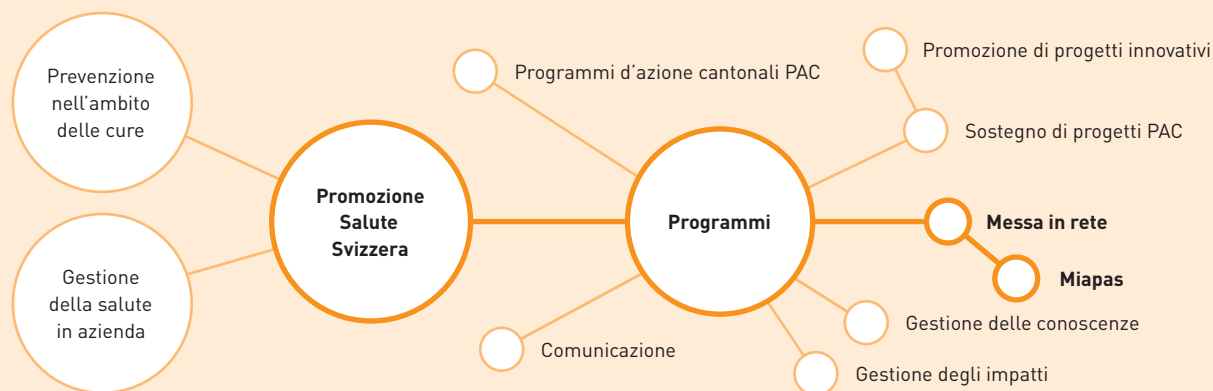 Prevenzione
nell'ambito
delle cure
Gestione
della salute
in azienda
Promozione
Salute
Svizzera
Programmi d'azione cantonali PAC
Programmi
Comunicazione
Promozione di progetti innovativi
Sostegno di progetti PAC
Messa in rete
Miapas
Gestione delle conoscenze
Gestione degli impatti